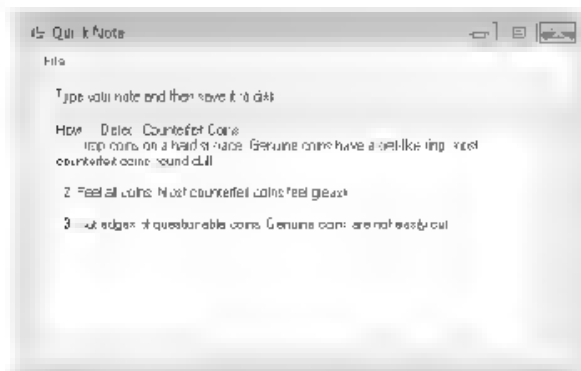 Quick Note
File
Type your note and then save it to disk
How Detect Counterfeit Coins
coins on a hard surface. Genuine coins have a bell-like ring. most
counterfeit coins sound dull
2 Feel all coins. Most counterfeit coins feel greasy
3 edges of questionable coins. Genuine coins are not easily cut